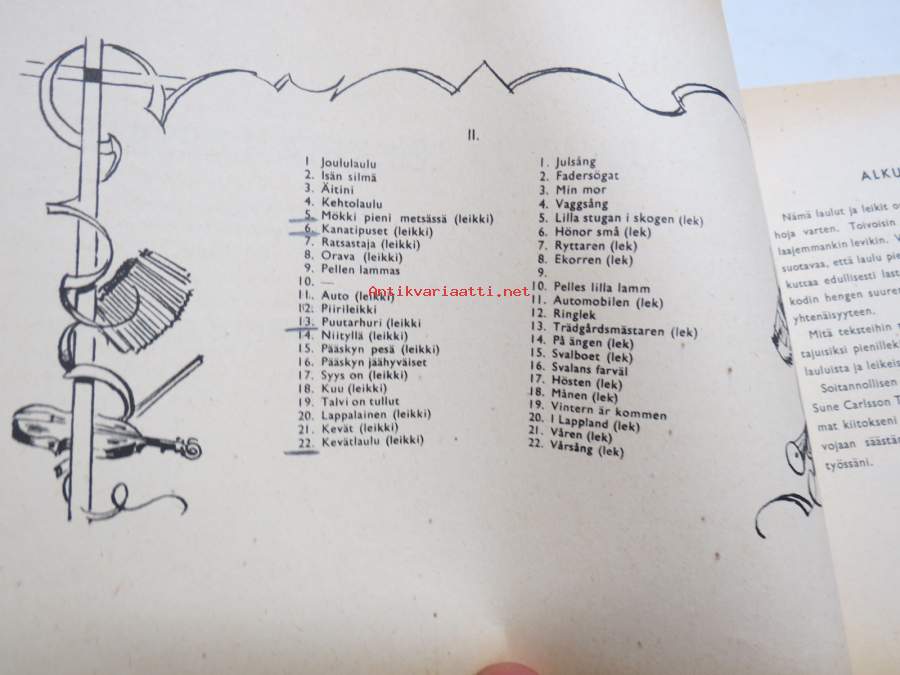 II.
1 Joululaulu
2. Isän silmä
3. Äitini
4. Kehtolaulu
5. Mökki pieni metsässä (leikki)
6. Kanatipuset (leikki)
7. Ratsastaja (leikki)
8. Orava (leikki)
9. Pellen lammas
10. —
11. Auto (leikki)
12. Piirileikki
13. Puutarhuri (leikki
14. Niityllä (leikki)
15. Pääskyn pesä (leikki)
16. Pääskyn jäähyväiset
17. Syys on (leikki)
18. Kuu (leikki)
19. Talvi on tullut
20. Lappalainen (leikki)
21. Kevät (leikki)
22. Kevätlaulu (leikki)
1. Julsång
2. Fadersögat
3. Min mor
4. Vaggsång
5. Lilla stugan i skogen (lek)
6. Hönor små (lek)
7. Ryttaren (lek)
8. Ekorren (lek)
9.
10. Pelles lilla lamm
11. Automobilen (lek)
12. Ringlek
13. Trädgårdsmästaren (lek)
14. På ängen (lek)
15. Svalboet (lek)
16. Svalans farväl
17. Hösten (lek)
18. Månen (lek)
19. Vintern är kommen
20. I Lappland (lek)
21. Våren (lek)
22. Vårsång (lek)
Antikvariaatti.net
ALKU
Nämä laulut ja leikit o
hoja varten. Toivoisin
laajemmankin levikin. V
suotavaa, että laulu pie
kuttaa edullisesti last
kodin hengen suuren
yhtenäisyyteen.
Mitä teksteihin t
tajuisiksi pienillek
lauluista ja leikeis
Soitannollisen
Sune Carlsson T
mat kiitokseni
vojaan säästä
työssäni.